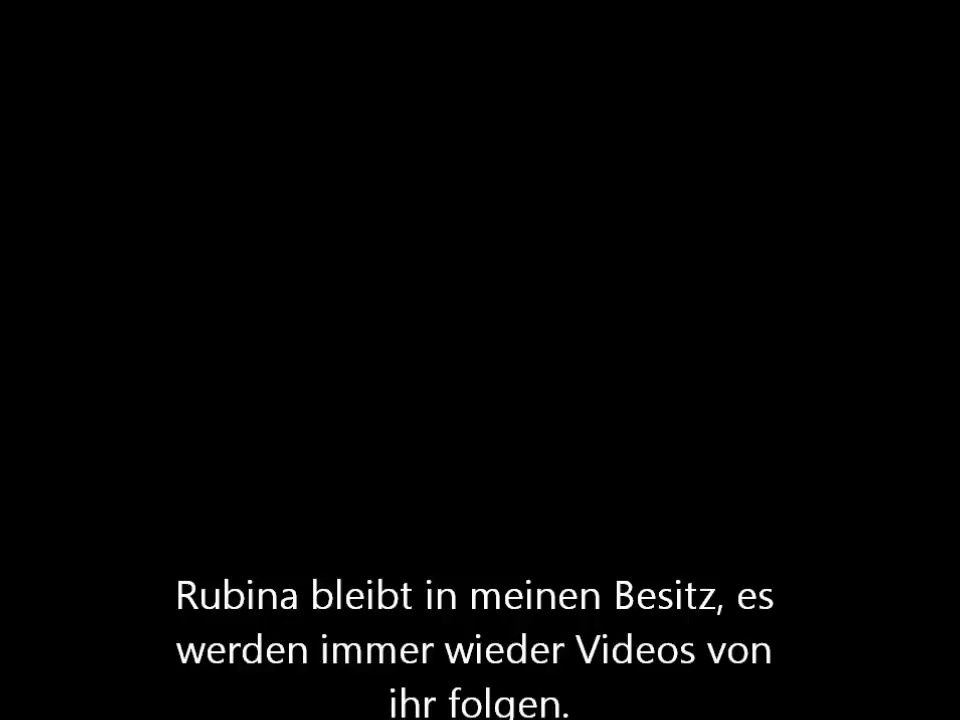 Rubina bleibt in meinen Besitz, es
werden immer wieder Videos von
ihr folgen.